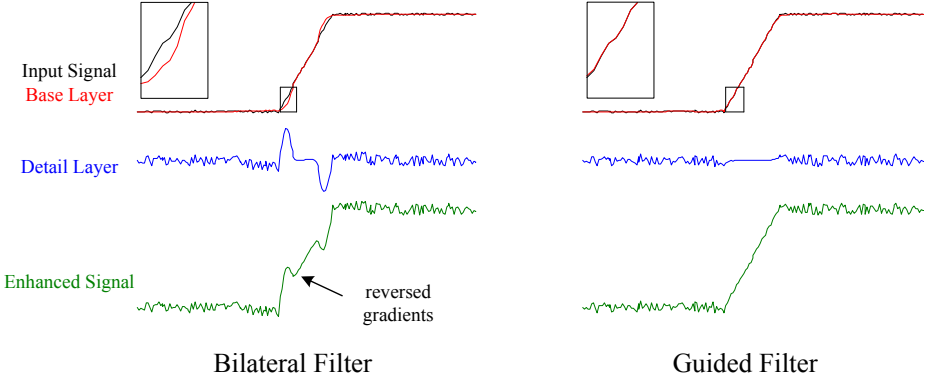 Input Signal
Base Layer
Detail Layer
Enhanced Signal
reversed
gradients
Bilateral Filter
Guided Filter